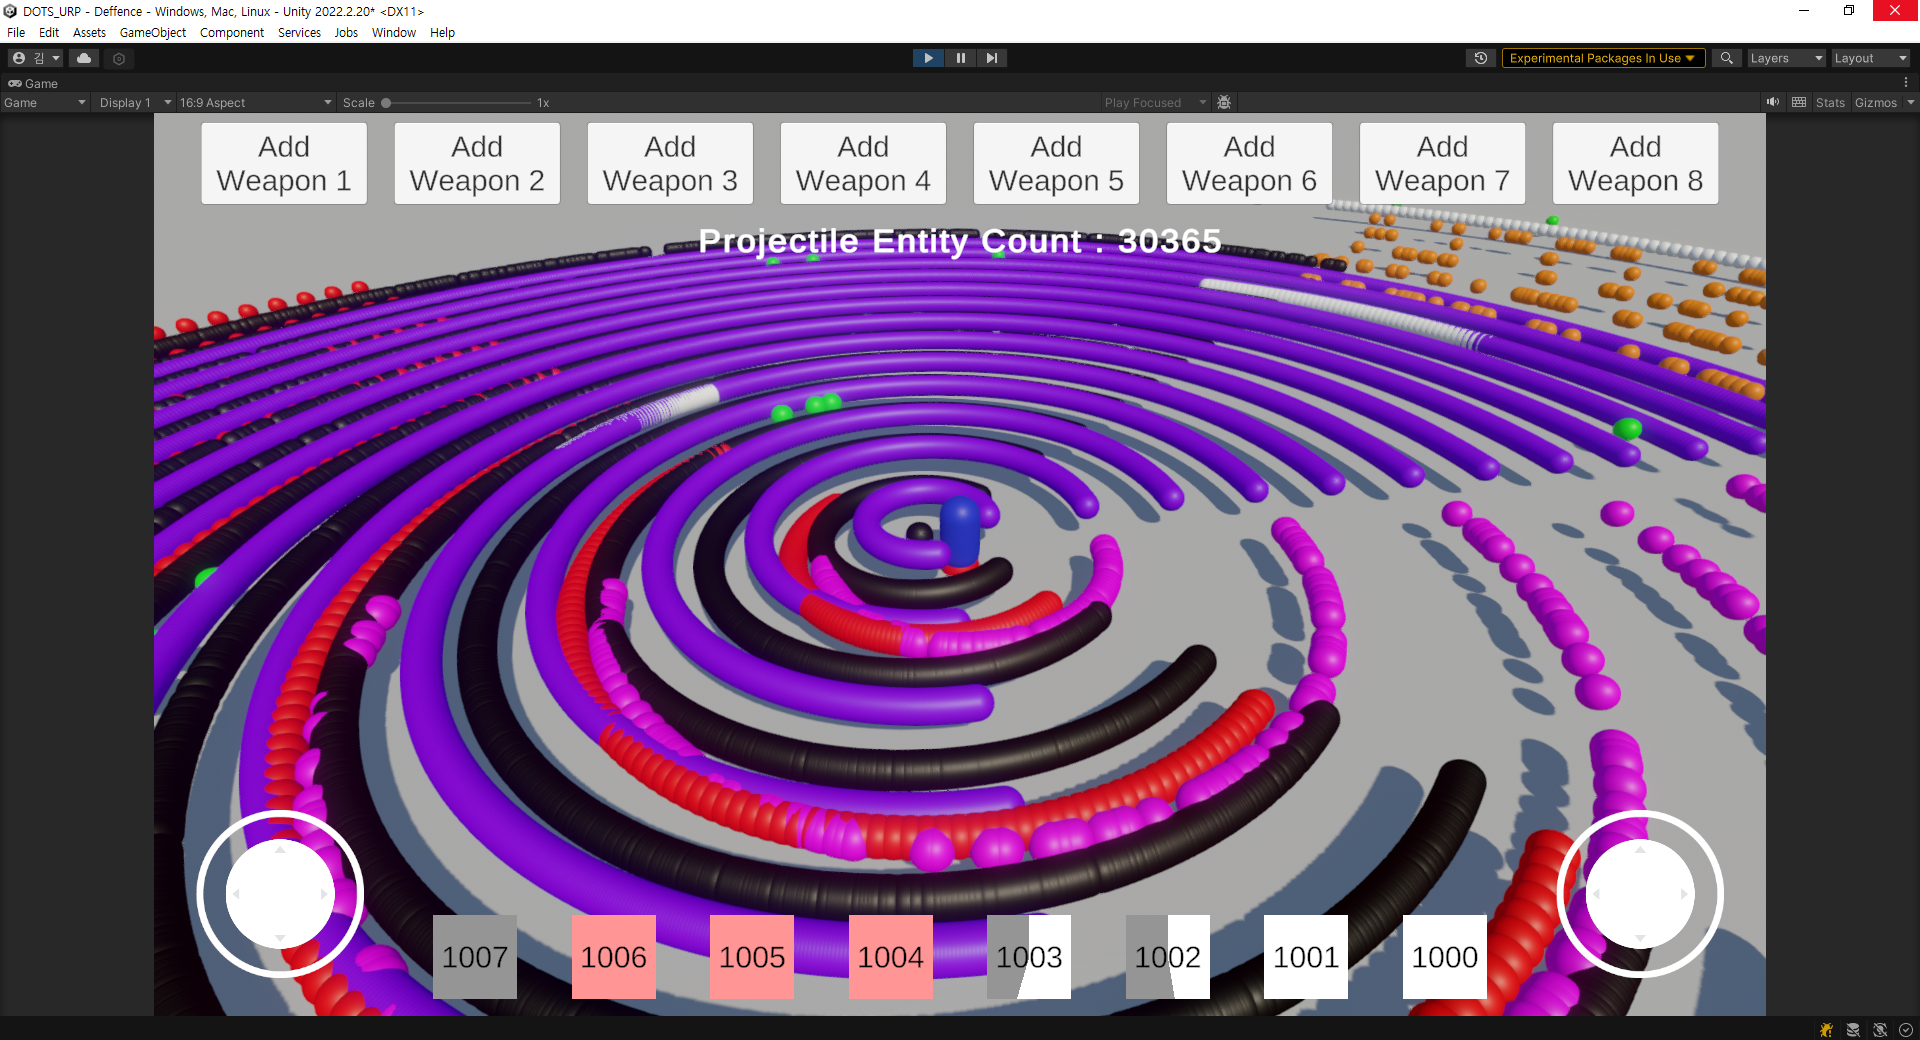 DOTS_URP - Deffence - Windows, Mac, Linux - Unity 2022.2.20* <DX11>
File Edit Assets GameObject Component Services Jobs Window Help
김 Experimental Packages In Use Layers Layout
Game
Game Display 1 16:9 Aspect Scale 1x Play Focused Stats Gizmos
Add Weapon 1
Add Weapon 2
Add Weapon 3
Add Weapon 4
Add Weapon 5
Add Weapon 6
Add Weapon 7
Add Weapon 8
Projectile Entity Count : 30365
1007 1006 1005 1004 1003 1002 1001 1000